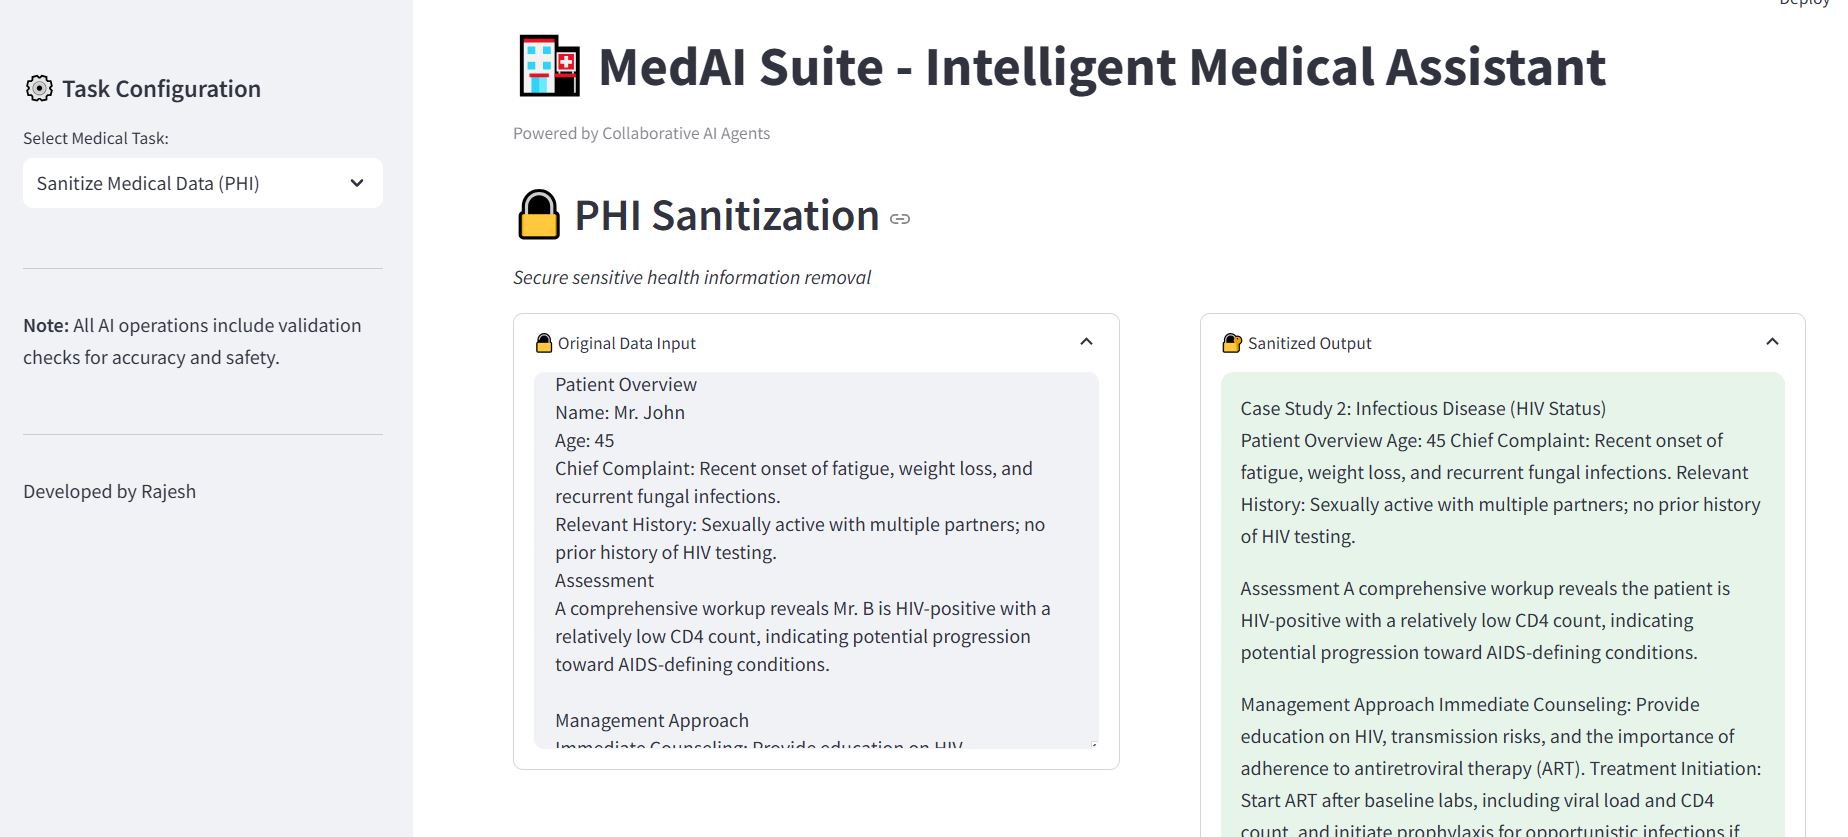 Deploy
Task Configuration
Select Medical Task:
Sanitize Medical Data (PHI)
Note: All AI operations include validation
checks for accuracy and safety.
Developed by Rajesh
MedAI Suite - Intelligent Medical Assistant
Powered by Collaborative AI Agents
PHI Sanitization
Secure sensitive health information removal
Original Data Input
Patient Overview
Name: Mr. John
Age: 45
Chief Complaint: Recent onset of fatigue, weight loss, and
recurrent fungal infections.
Relevant History: Sexually active with multiple partners; no
prior history of HIV testing.
Assessment
A comprehensive workup reveals Mr. B is HIV-positive with a
relatively low CD4 count, indicating potential progression
toward AIDS-defining conditions.
Management Approach
Immediate Counseling: Provide education on HIV
Sanitized Output
Case Study 2: Infectious Disease (HIV Status)
Patient Overview Age: 45 Chief Complaint: Recent onset of
fatigue, weight loss, and recurrent fungal infections. Relevant
History: Sexually active with multiple partners; no prior history
of HIV testing.
Assessment A comprehensive workup reveals the patient is
HIV-positive with a relatively low CD4 count, indicating
potential progression toward AIDS-defining conditions.
Management Approach Immediate Counseling: Provide
education on HIV, transmission risks, and the importance of
adherence to antiretroviral therapy (ART). Treatment Initiation:
Start ART after baseline labs, including viral load and CD4
count, and initiate prophylaxis for opportunistic infections if